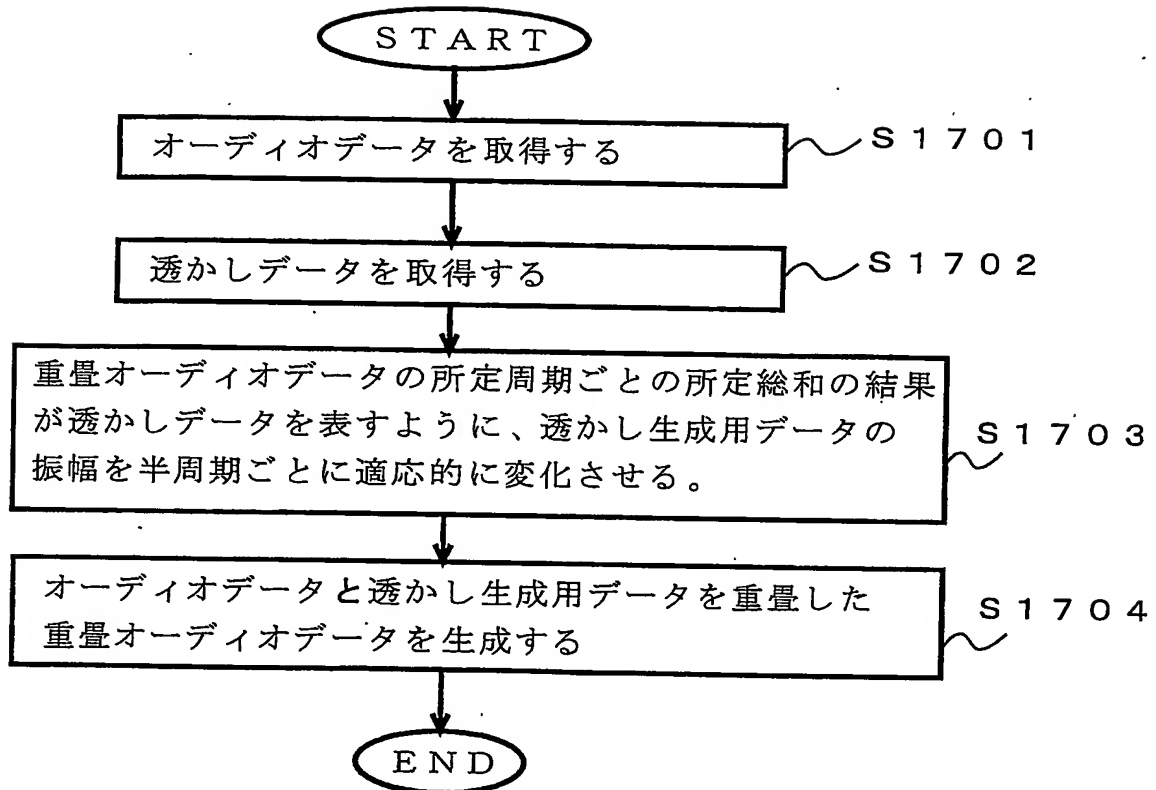 START
オーディオデータを取得する
S1701
透かしデータを取得する
S1702
重畳オーディオデータの所定周期ごとの所定総和の結果
が透かしデータを表すように、透かし生成用データの
振幅を半周期ごとに適応的に変化させる。
S1703
オーディオデータと透かし生成用データを重畳した
重畳オーディオデータを生成する
S1704
END